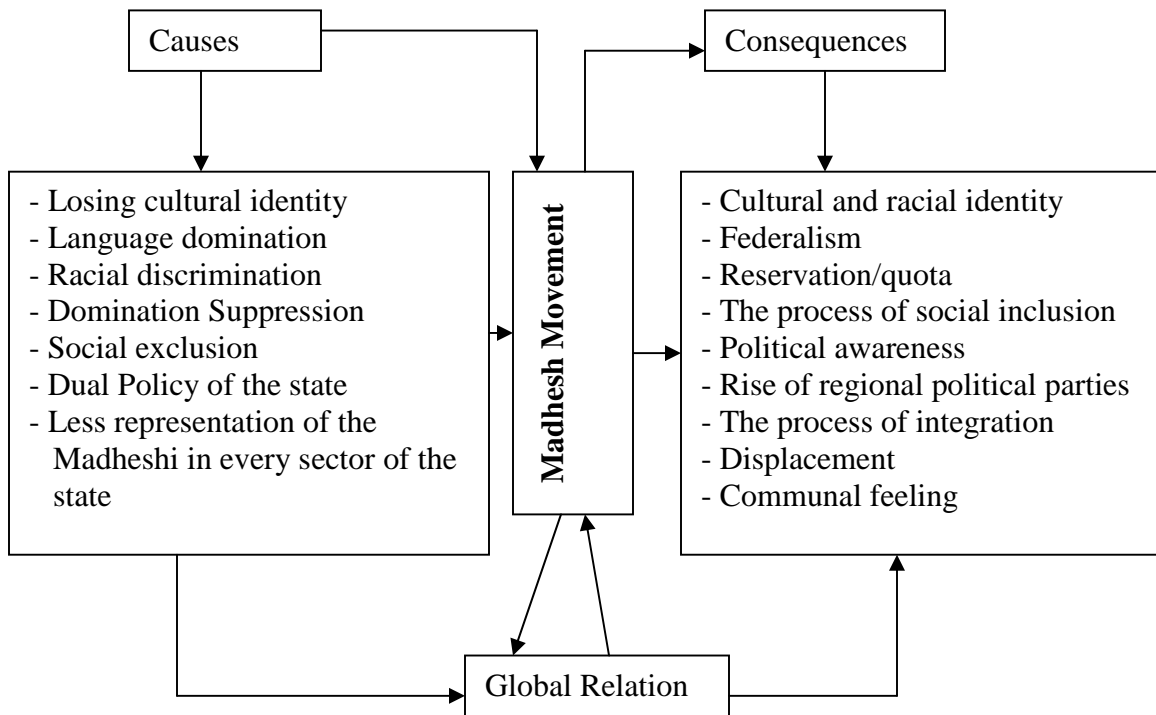 Causes
Consequences
- Losing cultural identity
- Language domination
- Racial discrimination
- Domination Suppression
- Social exclusion
- Dual Policy of the state
- Less representation of the
Madheshi in every sector of the
state
Madhesh Movement
- Cultural and racial identity
- Federalism
- Reservation/quota
- The process of social inclusion
- Political awareness
- Rise of regional political parties
- The process of integration
- Displacement
- Communal feeling
Global Relation